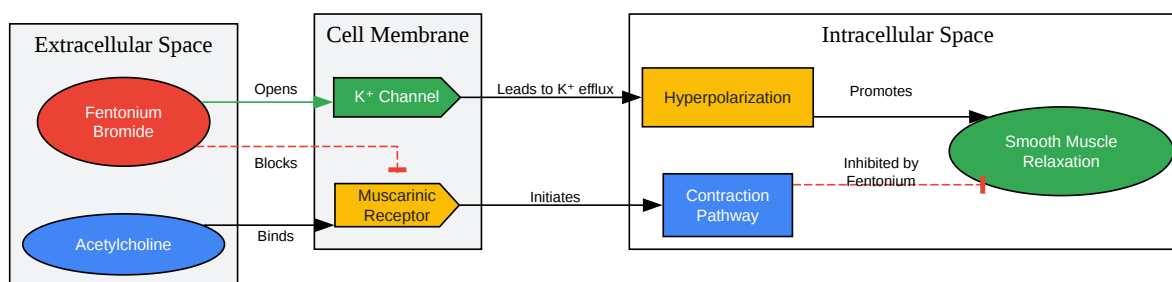 Extracellular Space
Cell Membrane
Intracellular Space
Fentonium
Bromide
Opens
K⁺ Channel
Leads to K⁺ efflux
Hyperpolarization
Promotes
Smooth Muscle
Relaxation
Blocks
Inhibited by
Fentonium
Muscarinic
Receptor
Initiates
Contraction
Pathway
Acetylcholine
Binds